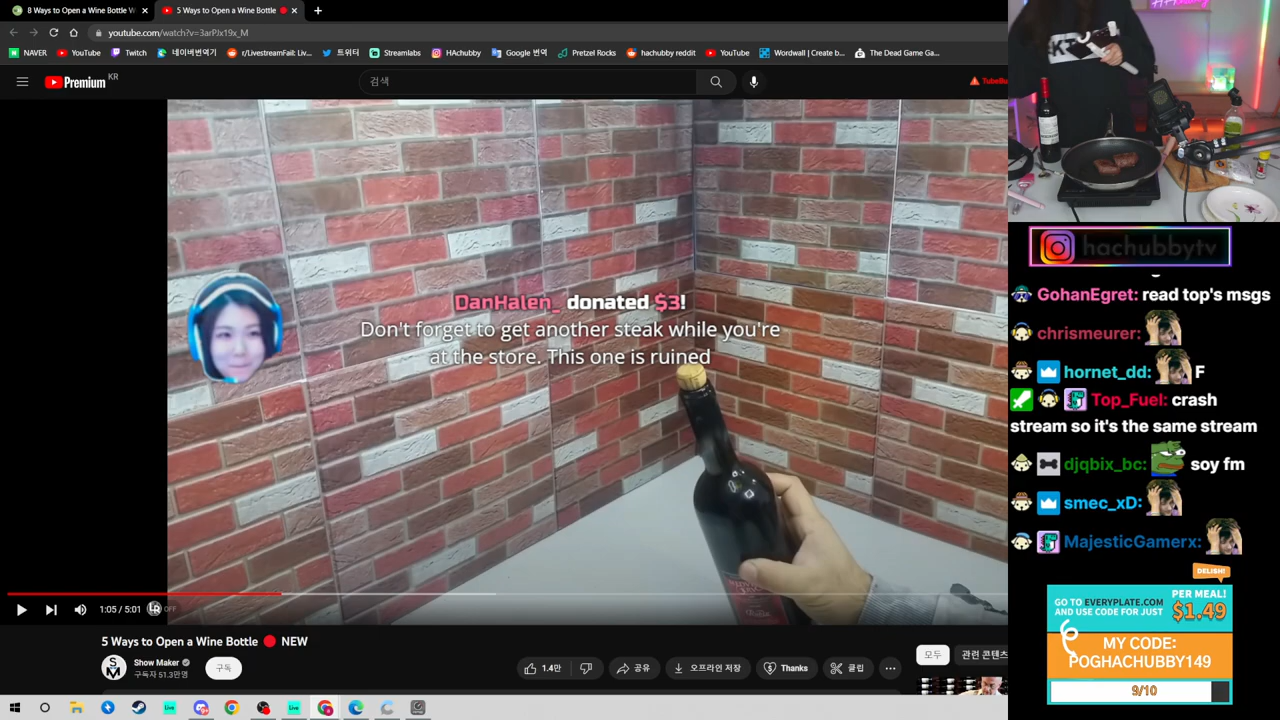 8 Ways to Open a Wine Bottle W
5 Ways to Open a Wine Bottle
youtube.com/watch?v=3arPJx19x_M
NAVER
YouTube
Twitch
네이버번역기
r/LivestreamFail: Liv...
트위터
Streamlabs
HAchubby
Google 번역
Pretzel Rocks
hachubby reddit
YouTube
Wordwall | Create b...
The Dead Game Ga...
Premium KR
검색
DanHalen_ donated $3!
Don't forget to get another steak while you're
at the store. This one is ruined
1:05 / 5:01
OFF
5 Ways to Open a Wine Bottle 🔴 NEW
Show Maker
구독자 51.3만명
구독
1.4만
공유
오프라인 저장
Thanks
클립
모두
관련 콘텐츠
hachubbytv
GohanEgret: read top's msgs
chrismeurer:
hornet_dd: F
Top_Fuel: crash
stream so it's the same stream
djqbix_bc: soy fm
smec_xD:
MajesticGamerx:
DELISH!
GO TO EVERYPLATE.COM
AND USE CODE FOR JUST
PER MEAL!
$1.49
MY CODE:
POGHACHUBBY149
9/10
Live
Live